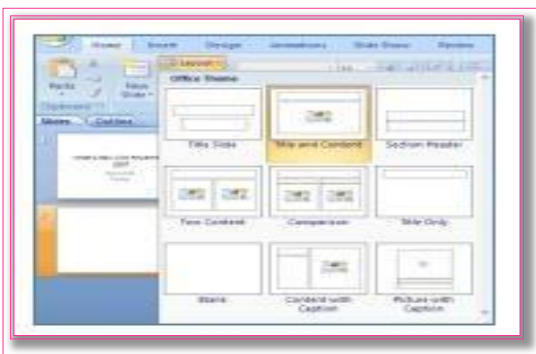 Home Insert Design Animations Slide Show Review
Layout
Paste New
Slide
Clipboard
Office Theme
Slides Outline
Title Slide Title and Content Section Header
Two Content Comparison Title Only
Blank Content with Picture with
Caption Caption